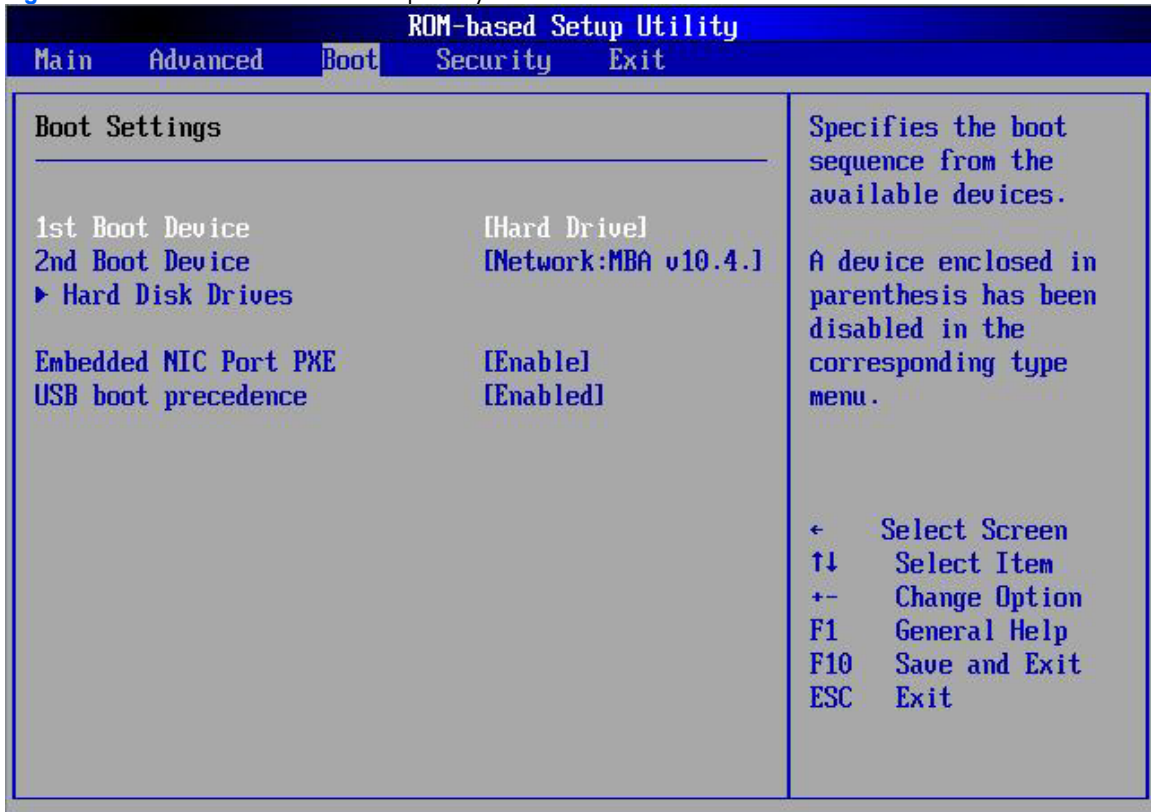 ROM-based Setup Utility
Main Advanced Boot Security Exit
Boot Settings
1st Boot Device [Hard Drive]
2nd Boot Device [Network:MBA v10.4.]
▶ Hard Disk Drives
Embedded NIC Port PXE [Enable]
USB boot precedence [Enabled]
Specifies the boot
sequence from the
available devices.
A device enclosed in
parenthesis has been
disabled in the
corresponding type
menu.
← Select Screen
↑↓ Select Item
+- Change Option
F1 General Help
F10 Save and Exit
ESC Exit